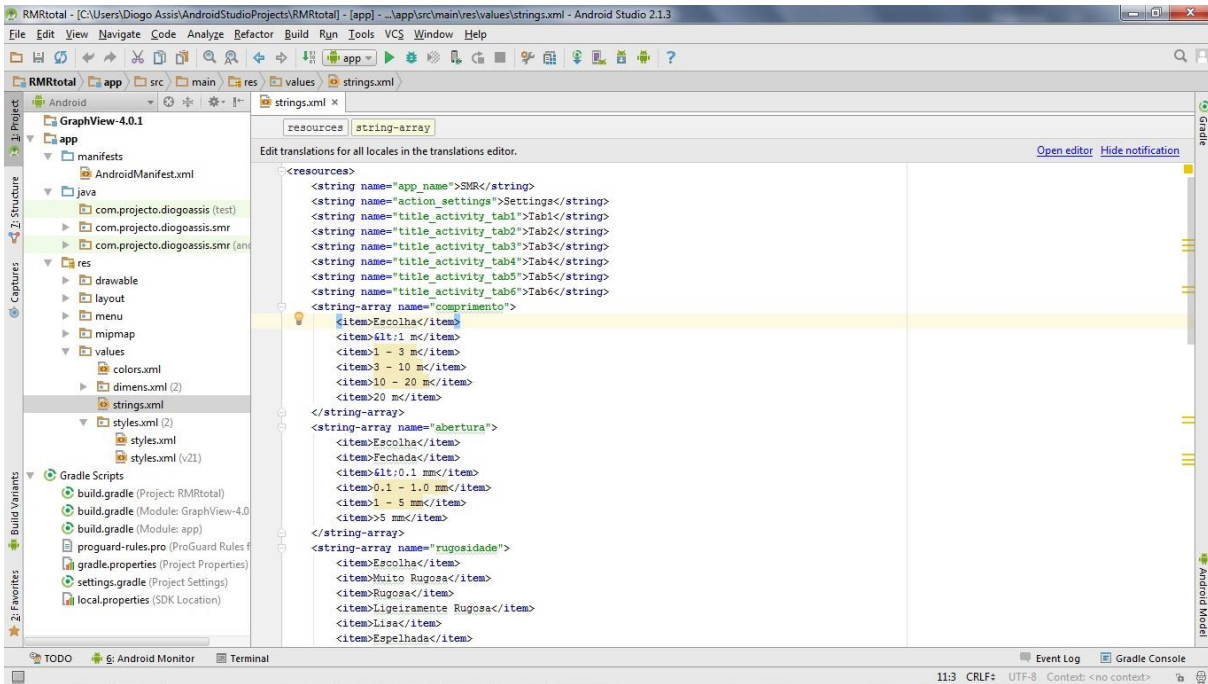 RMRtotal - [C:\Users\Diogo Assis\AndroidStudioProjects\RMRtotal] - [app] - ...\app\src\main\res\values\strings.xml - Android Studio 2.1.3
File Edit View Navigate Code Analyze Refactor Build Run Tools VCS Window Help
app
RMRtotal app src main res values strings.xml
Android
strings.xml
1: Project
7: Structure
Captures
Build Variants
2: Favorites
GraphView-4.0.1
app
manifests
AndroidManifest.xml
java
com.projecto.diogoassis (test)
com.projecto.diogoassis.smr
com.projecto.diogoassis.smr (and
res
drawable
layout
menu
mipmap
values
colors.xml
dimens.xml (2)
strings.xml
styles.xml (2)
styles.xml
styles.xml (v21)
Gradle Scripts
build.gradle (Project: RMRtotal)
build.gradle (Module: GraphView-4.0
build.gradle (Module: app)
proguard-rules.pro (ProGuard Rules f
gradle.properties (Project Properties)
settings.gradle (Project Settings)
local.properties (SDK Location)
resources string-array
Edit translations for all locales in the translations editor. Open editor Hide notification
<resources>
<string name="app_name">SMR</string>
<string name="action_settings">Settings</string>
<string name="title_activity_tab1">Tab1</string>
<string name="title_activity_tab2">Tab2</string>
<string name="title_activity_tab3">Tab3</string>
<string name="title_activity_tab4">Tab4</string>
<string name="title_activity_tab5">Tab5</string>
<string name="title_activity_tab6">Tab6</string>
<string-array name="comprimento">
<item>Escolha</item>
<item>&lt;1 m</item>
<item>1 - 3 m</item>
<item>3 - 10 m</item>
<item>10 - 20 m</item>
<item>20 m</item>
</string-array>
<string-array name="abertura">
<item>Escolha</item>
<item>Fechada</item>
<item>&lt;0.1 mm</item>
<item>0.1 - 1.0 mm</item>
<item>1 - 5 mm</item>
<item>>5 mm</item>
</string-array>
<string-array name="rugosidade">
<item>Escolha</item>
<item>Muito Rugosa</item>
<item>Rugosa</item>
<item>Ligeiramente Rugosa</item>
<item>Lisa</item>
<item>Espelhada</item>
Gradle
Android Model
TODO 6: Android Monitor Terminal Event Log Gradle Console
11:3 CRLF UTF-8 Context: <no context>